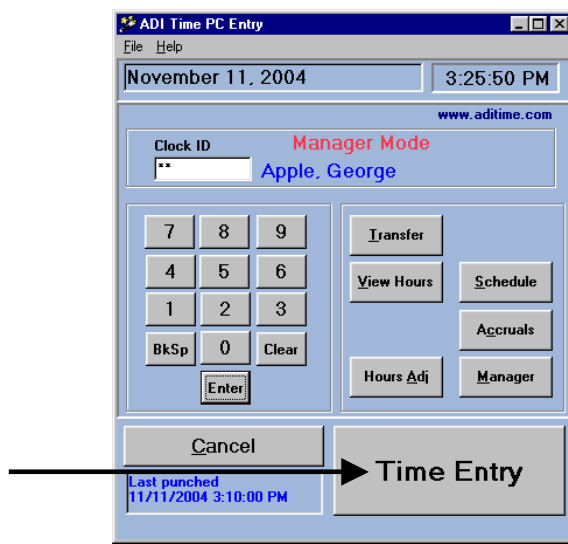 ADI Time PC Entry
File Help
November 11, 2004 3:25:50 PM
www.aditime.com
Clock ID Manager Mode
** Apple, George
7 8 9 Transfer
4 5 6 View Hours Schedule
1 2 3 Accruals
BkSp 0 Clear
Enter Hours Adj Manager
Cancel
Time Entry
Last punched
11/11/2004 3:10:00 PM